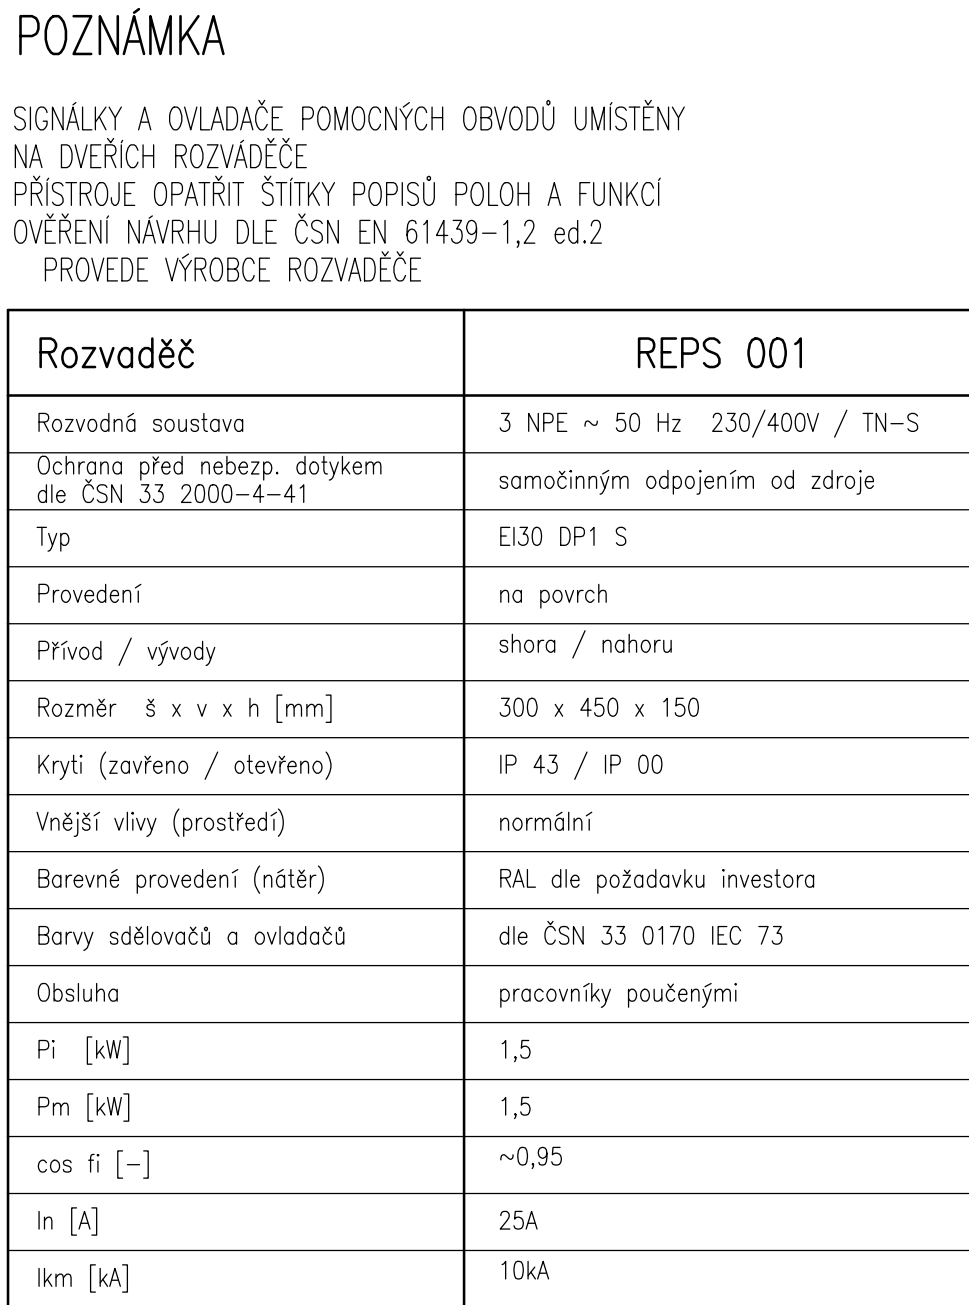 POZNÁMKA
SIGNÁLKY A OVLADAČE POMOCNÝCH OBVODŮ UMÍSTĚNY
NA DVEŘÍCH ROZVÁDĚČE
PŘÍSTROJE OPATŘIT ŠTÍTKY POPISŮ POLOH A FUNKCÍ
OVĚŘENÍ NÁVRHU DLE ČSN EN 61439-1,2 ed.2
PROVEDE VÝROBCE ROZVADĚČE
Rozvaděč REPS 001
Rozvodná soustava 3 NPE ~ 50 Hz 230/400V / TN-S
Ochrana před nebezp. dotykem
dle ČSN 33 2000-4-41 samočinným odpojením od zdroje
Typ EI30 DP1 S
Provedení na povrch
Přívod / vývody shora / nahoru
Rozměr š x v x h [mm] 300 x 450 x 150
Kryti (zavřeno / otevřeno) IP 43 / IP 00
Vnější vlivy (prostředí) normální
Barevné provedení (nátěr) RAL dle požadavku investora
Barvy sdělovačů a ovladačů dle ČSN 33 0170 IEC 73
Obsluha pracovníky poučenými
Pi [kW] 1,5
Pm [kW] 1,5
cos fi [-] ~0,95
In [A] 25A
Ikm [kA] 10kA